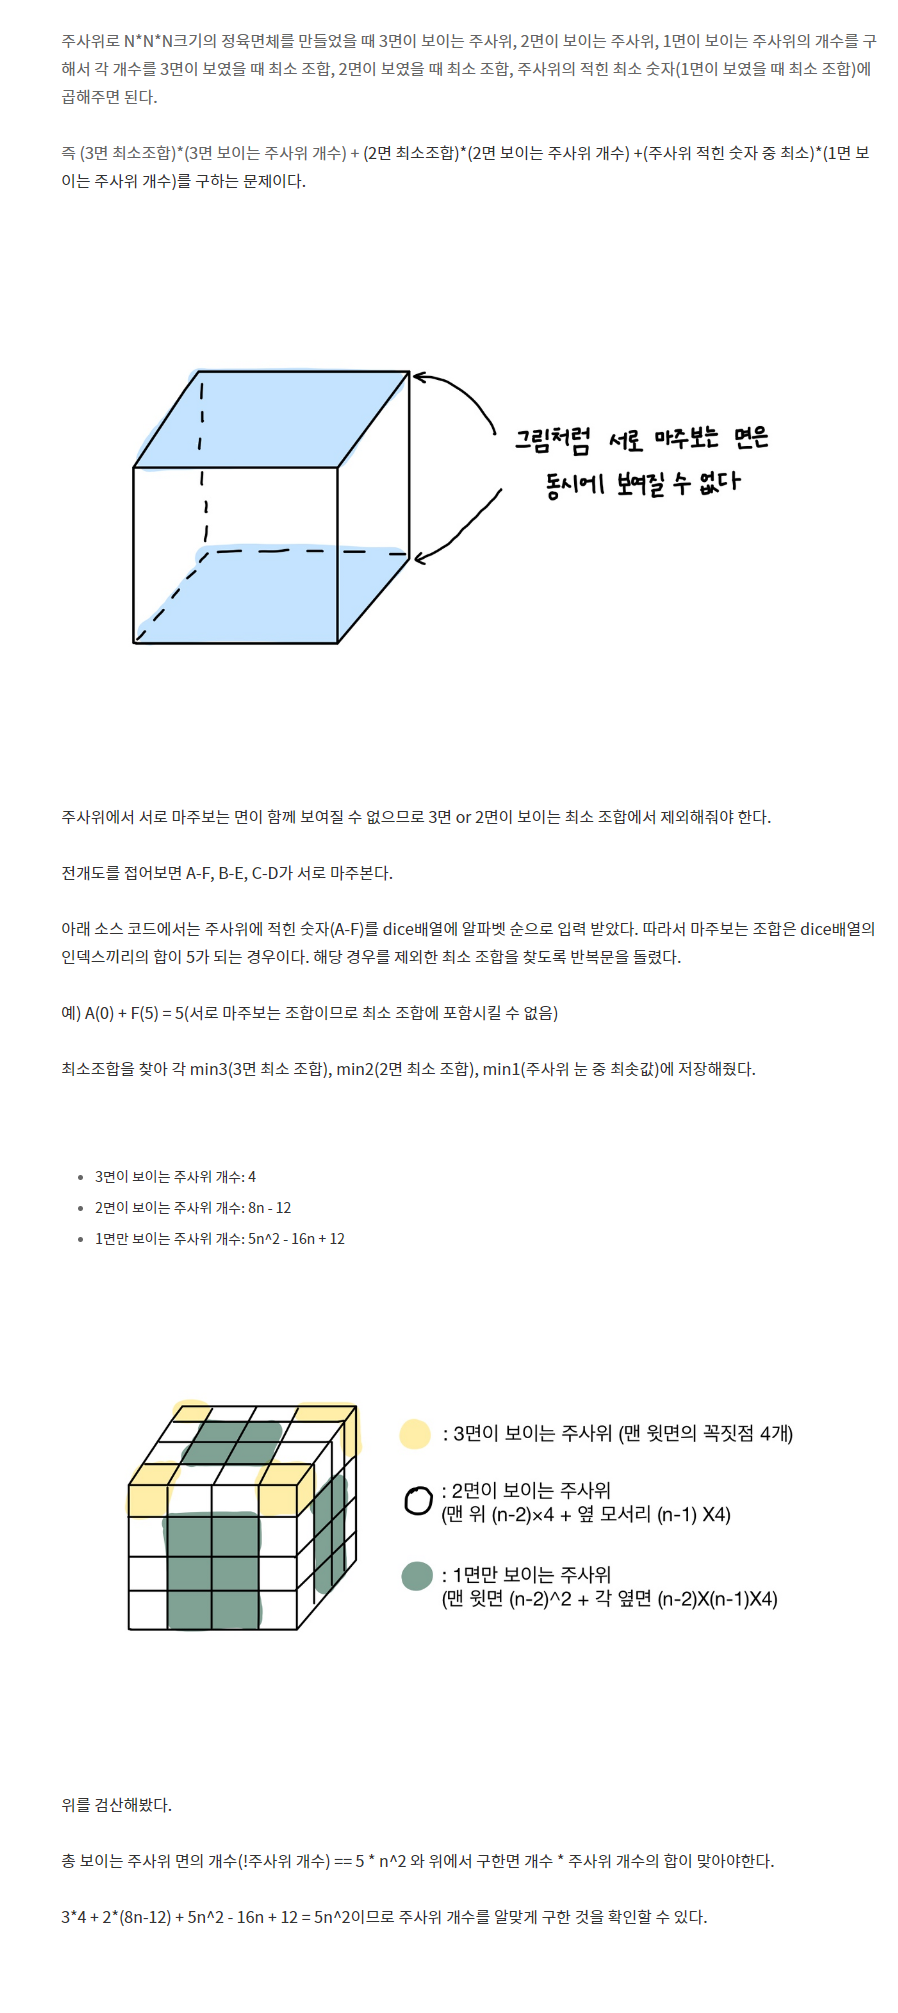 주사위로 N*N*N크기의 정육면체를 만들었을 때 3면이 보이는 주사위, 2면이 보이는 주사위, 1면이 보이는 주사위의 개수를 구
해서 각 개수를 3면이 보였을 때 최소 조합, 2면이 보였을 때 최소 조합, 주사위의 적힌 최소 숫자(1면이 보였을 때 최소 조합)에
곱해주면 된다.
즉 (3면 최소조합)*(3면 보이는 주사위 개수) + (2면 최소조합)*(2면 보이는 주사위 개수) +(주사위 적힌 숫자 중 최소)*(1면 보
이는 주사위 개수)를 구하는 문제이다.
그림처럼 서로 마주보는 면은
동시에 보여질 수 없다
주사위에서 서로 마주보는 면이 함께 보여질 수 없으므로 3면 or 2면이 보이는 최소 조합에서 제외해줘야 한다.
전개도를 접어보면 A-F, B-E, C-D가 서로 마주본다.
아래 소스 코드에서는 주사위에 적힌 숫자(A-F)를 dice배열에 알파벳 순으로 입력 받았다. 따라서 마주보는 조합은 dice배열의
인덱스끼리의 합이 5가 되는 경우이다. 해당 경우를 제외한 최소 조합을 찾도록 반복문을 돌렸다.
예) A(0) + F(5) = 5(서로 마주보는 조합이므로 최소 조합에 포함시킬 수 없음)
최소조합을 찾아 각 min3(3면 최소 조합), min2(2면 최소 조합), min1(주사위 눈 중 최솟값)에 저장해줬다.
• 3면이 보이는 주사위 개수: 4
• 2면이 보이는 주사위 개수: 8n - 12
• 1면만 보이는 주사위 개수: 5n^2 - 16n + 12
: 3면이 보이는 주사위 (맨 윗면의 꼭짓점 4개)
: 2면이 보이는 주사위
(맨 위 (n-2)×4 + 옆 모서리 (n-1) X4)
: 1면만 보이는 주사위
(맨 윗면 (n-2)^2 + 각 옆면 (n-2)X(n-1)X4)
위를 검산해봤다.
총 보이는 주사위 면의 개수(!주사위 개수) == 5 * n^2 와 위에서 구한면 개수 * 주사위 개수의 합이 맞아야한다.
3*4 + 2*(8n-12) + 5n^2 - 16n + 12 = 5n^2이므로 주사위 개수를 알맞게 구한 것을 확인할 수 있다.